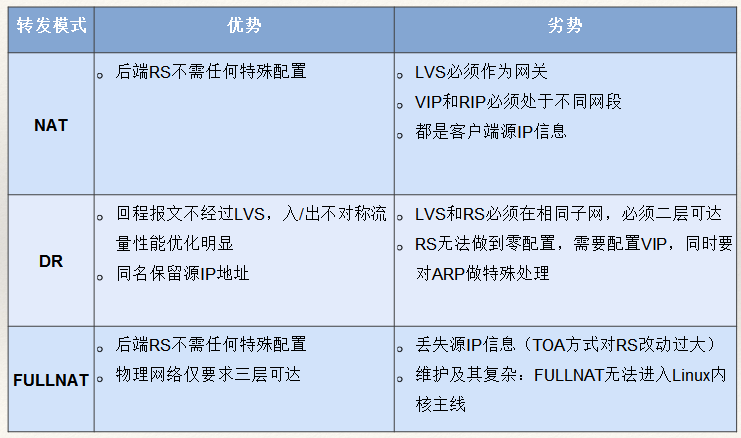 转发模式 优势 劣势
NAT
后端RS不需任何特殊配置
LVS必须作为网关
VIP和RIP必须处于不同网段
都是客户端源IP信息
DR
回程报文不经过LVS，入/出不对称流
量性能优化明显
同名保留源IP地址
LVS和RS必须在相同子网，必须二层可达
RS无法做到零配置，需要配置VIP，同时要
对ARP做特殊处理
FULLNAT
后端RS不需任何特殊配置
物理网络仅要求三层可达
丢失源IP信息（TOA方式对RS改动过大）
维护及其复杂：FULLNAT无法进入Linux内
核主线